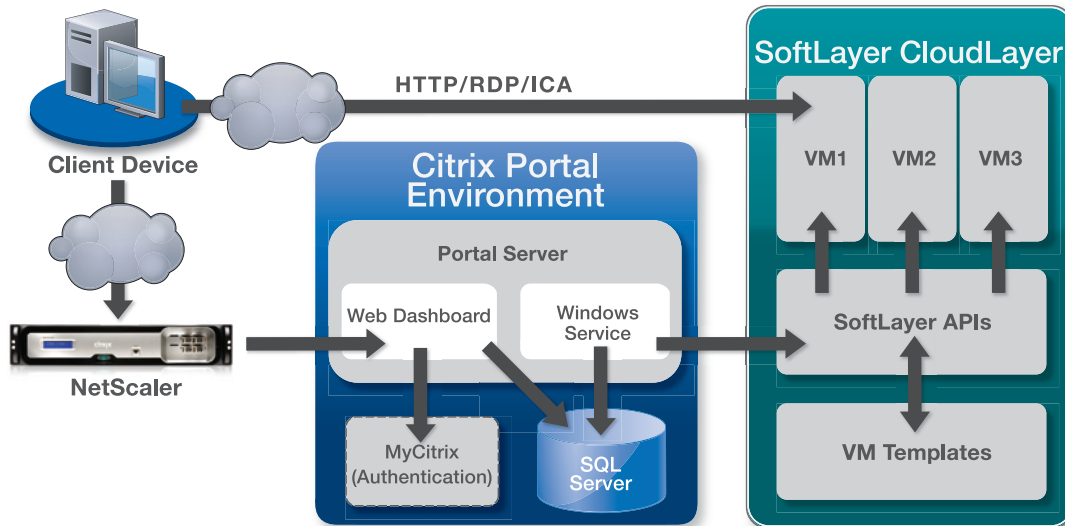 SoftLayer CloudLayer
HTTP/RDP/ICA
Client Device
VM1
VM2
VM3
Citrix Portal
Environment
Portal Server
Web Dashboard
Windows
Service
SoftLayer APIs
NetScaler
MyCitrix
(Authentication)
SQL
Server
VM Templates